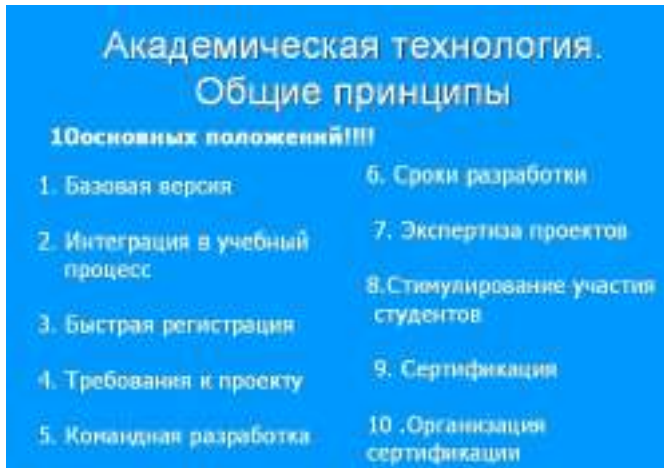 Академическая технология.
Общие принципы
10основных положений!!!!
1. Базовая версия
2. Интеграция в учебный
процесс
3. Быстрая регистрация
4. Требования к проекту
5. Командная разработка
6. Сроки разработки
7. Экспертиза проектов
8.Стимулирование участия
студентов
9. Сертификация
10 .Организация
сертификации